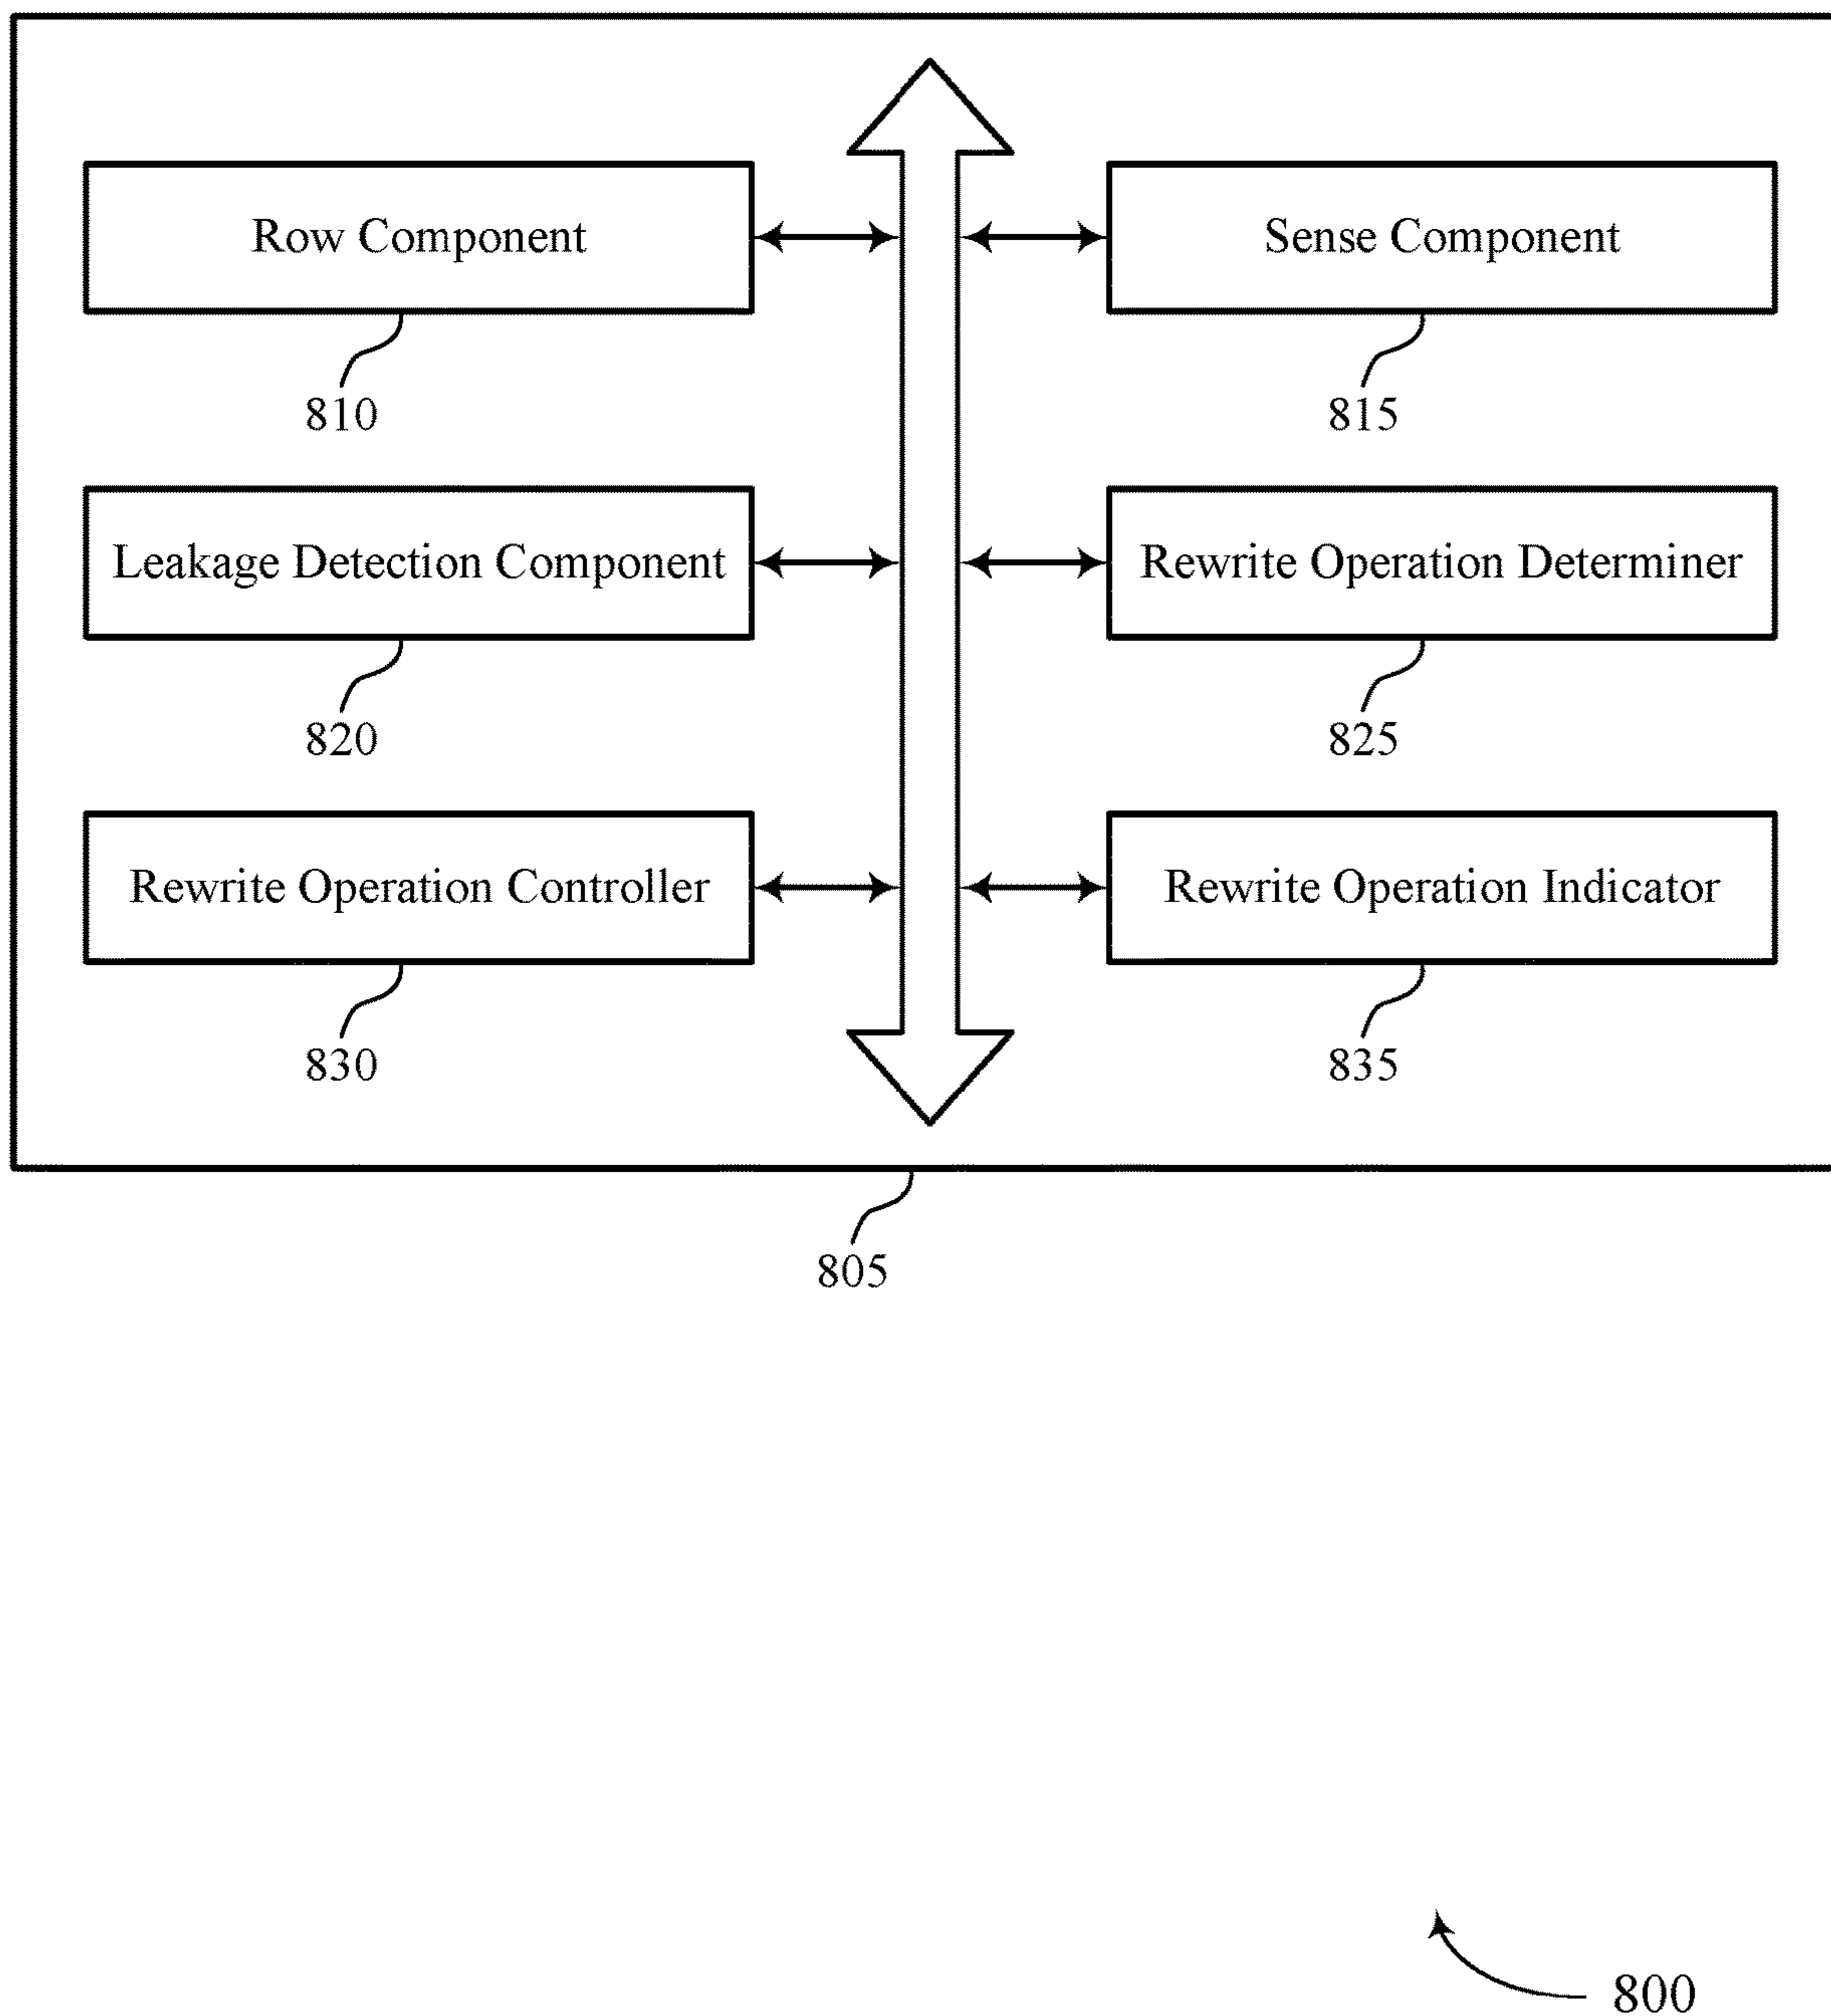 Row Component
Sense Component
810
815
Leakage Detection Component
Rewrite Operation Determiner
820
825
Rewrite Operation Controller
Rewrite Operation Indicator
830
835
805
800